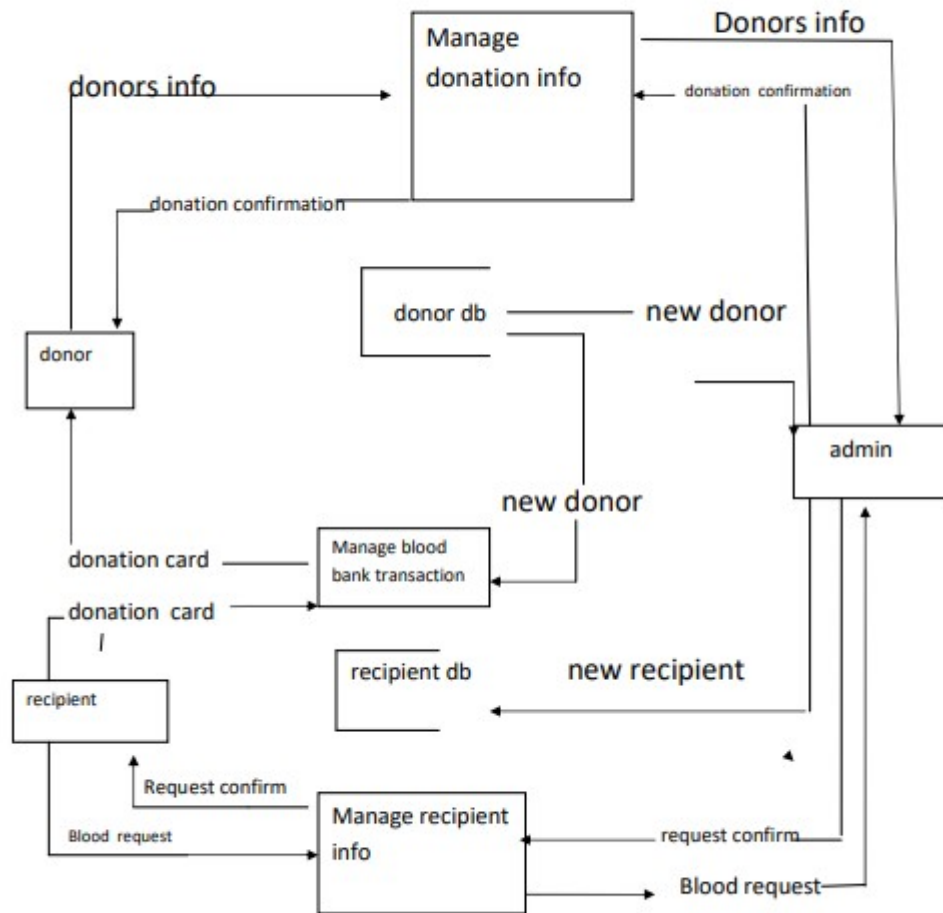 Manage
donation info
Donors info
donors info
donation confirmation
donation confirmation
donor db
new donor
donor
admin
new donor
Manage blood
bank transaction
donation card
donation card
recipient db
new recipient
recipient
Request confirm
Manage recipient
info
Blood request
request confirm
Blood request